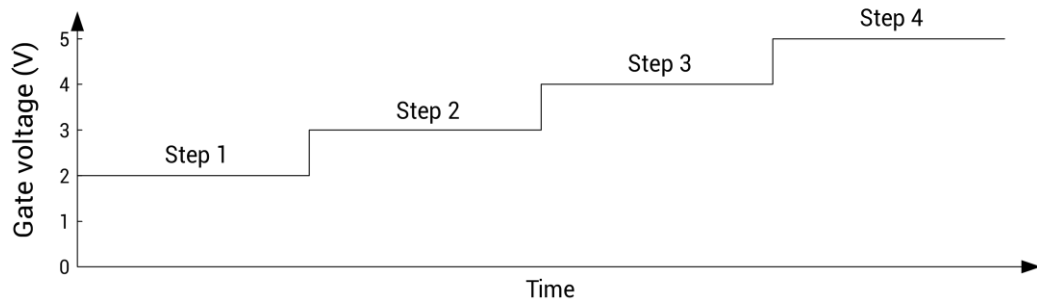 Gate voltage (V)
5
4
3
2
1
0
Step 1
Step 2
Step 3
Step 4
Time